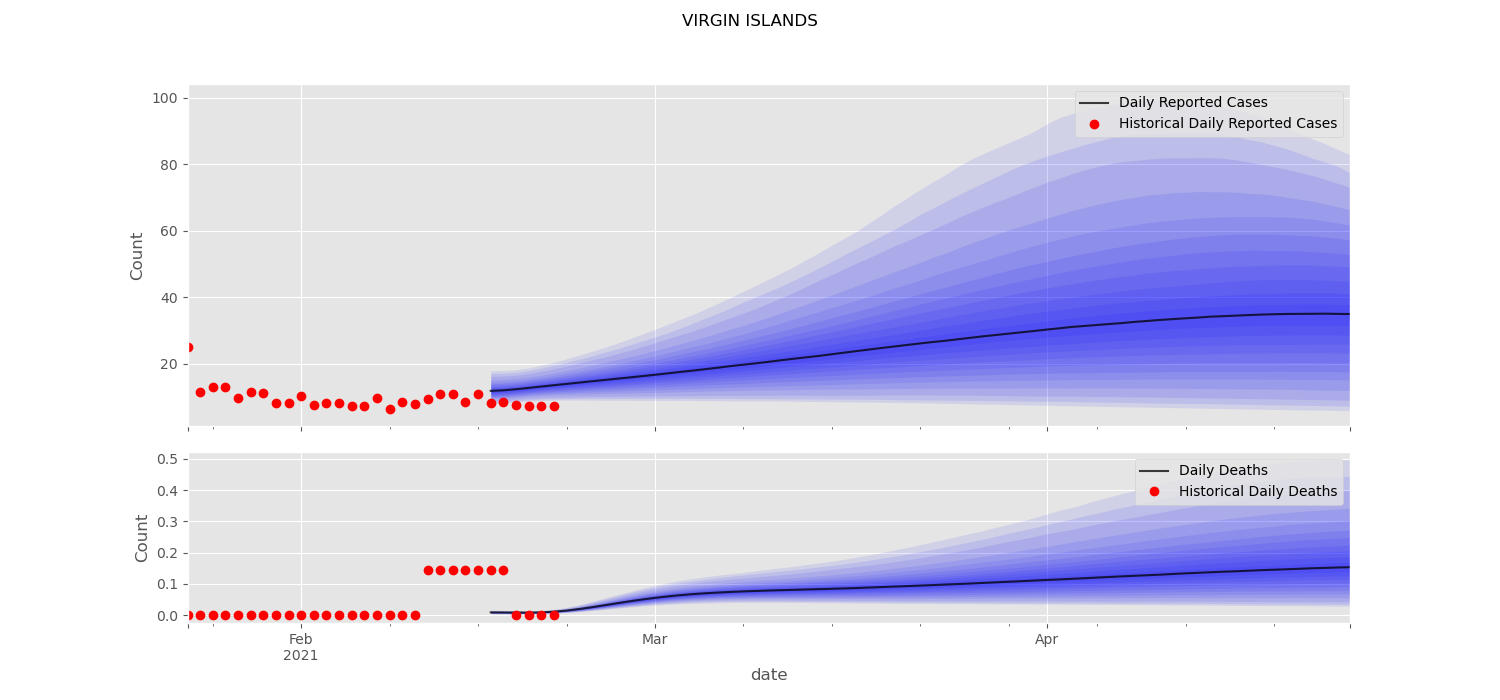 VIRGIN ISLANDS
100
80
60
40
20
Count
Daily Reported Cases
Historical Daily Reported Cases
0.5
0.4
0.3
0.2
0.1
0.0
Count
Daily Deaths
Historical Daily Deaths
Feb
2021
Mar
Apr
date